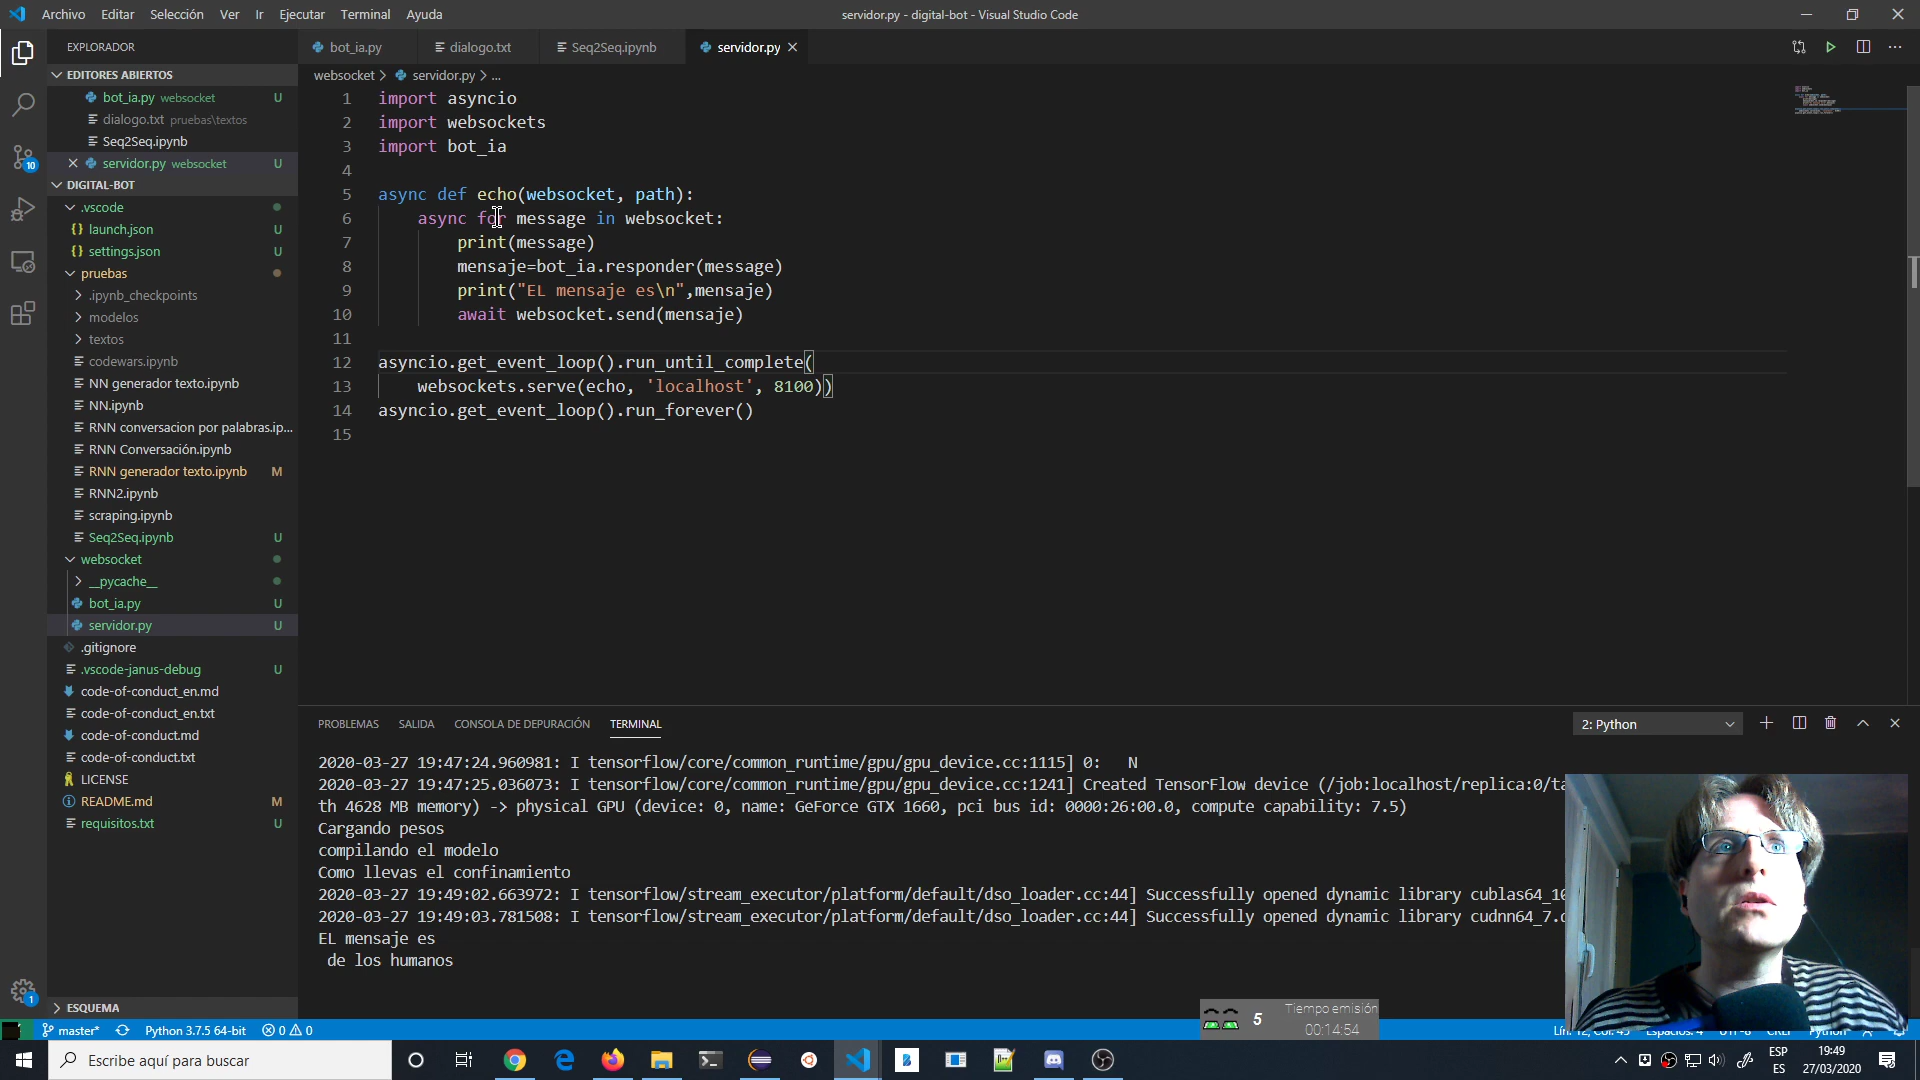 Archivo Editar Selección Ver Ir Ejecutar Terminal Ayuda
servidor.py - digital-bot - Visual Studio Code
EXPLORADOR
bot_ia.py
dialogo.txt
Seq2Seq.ipynb
servidor.py
EDITORES ABIERTOS
bot_ia.py websocket U
dialogo.txt pruebas\textos
Seq2Seq.ipynb
servidor.py websocket U
DIGITAL-BOT
.vscode
launch.json U
settings.json U
pruebas
.ipynb_checkpoints
modelos
textos
codewars.ipynb
NN generador texto.ipynb
NN.ipynb
RNN conversacion por palabras.ip...
RNN Conversación.ipynb
RNN generador texto.ipynb M
RNN2.ipynb
scraping.ipynb
Seq2Seq.ipynb U
websocket
__pycache__
bot_ia.py U
servidor.py U
.gitignore
.vscode-janus-debug U
code-of-conduct_en.md
code-of-conduct_en.txt
code-of-conduct.md
code-of-conduct.txt
LICENSE
README.md M
requisitos.txt U
ESQUEMA
websocket > servidor.py > ...
1 import asyncio
2 import websockets
3 import bot_ia
4
5 async def echo(websocket, path):
6 async for message in websocket:
7 print(message)
8 mensaje=bot_ia.responder(message)
9 print("EL mensaje es\n",mensaje)
10 await websocket.send(mensaje)
11
12 asyncio.get_event_loop().run_until_complete(
13 websockets.serve(echo, 'localhost', 8100))
14 asyncio.get_event_loop().run_forever()
15
PROBLEMAS SALIDA CONSOLA DE DEPURACIÓN TERMINAL
2: Python
2020-03-27 19:47:24.960981: I tensorflow/core/common_runtime/gpu/gpu_device.cc:1115] 0: N
2020-03-27 19:47:25.036073: I tensorflow/core/common_runtime/gpu/gpu_device.cc:1241] Created TensorFlow device (/job:localhost/replica:0/ta
th 4628 MB memory) -> physical GPU (device: 0, name: GeForce GTX 1660, pci bus id: 0000:26:00.0, compute capability: 7.5)
Cargando pesos
compilando el modelo
Como llevas el confinamiento
2020-03-27 19:49:02.663972: I tensorflow/stream_executor/platform/default/dso_loader.cc:44] Successfully opened dynamic library cublas64_10
2020-03-27 19:49:03.781508: I tensorflow/stream_executor/platform/default/dso_loader.cc:44] Successfully opened dynamic library cudnn64_7.d
EL mensaje es
de los humanos
5 Tiempo emisión
00:14:54
10
1
master* Python 3.7.5 64-bit 0 0
Escribe aquí para buscar
ESP
ES
19:49
27/03/2020